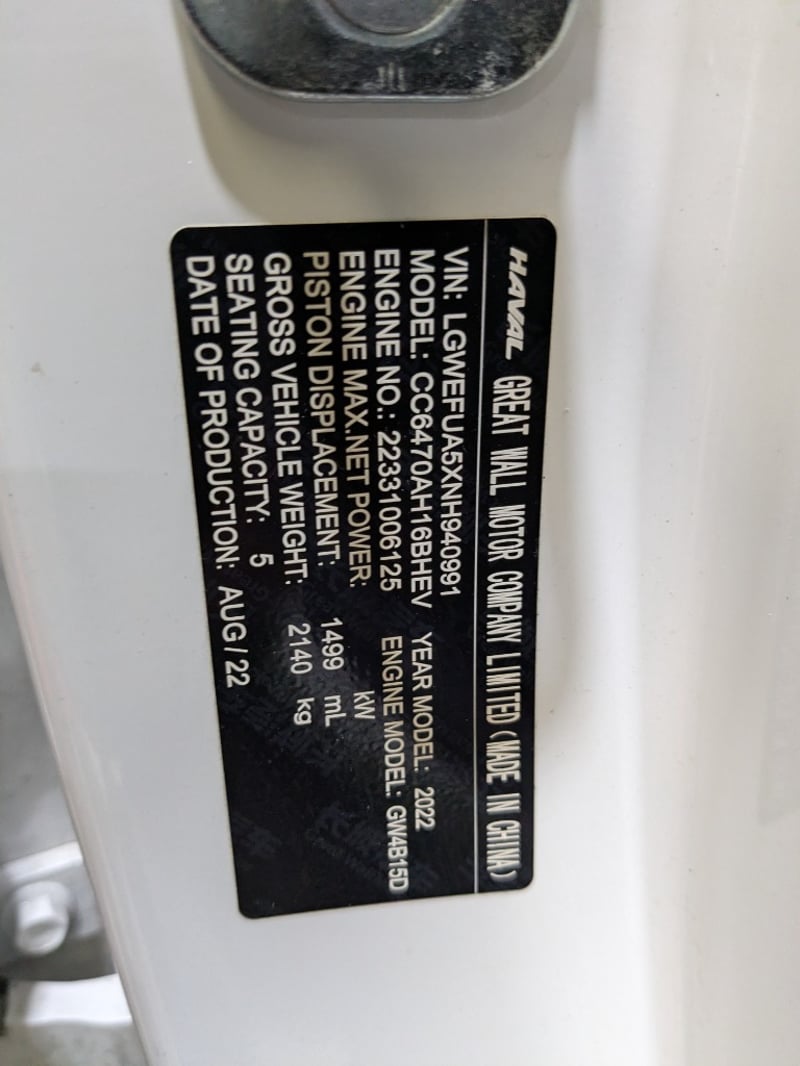 HAVAL GREAT WALL MOTOR COMPANY LIMITED (MADE IN CHINA)
VIN: LGWEFUA5XNH940991
MODEL: CC6470AH16BHEV YEAR MODEL: 2022
ENGINE NO.: 22331006125 ENGINE MODEL: GW4B15D
ENGINE MAX.NET POWER: kW
PISTON DISPLACEMENT: 1499 mL
GROSS VEHICLE WEIGHT: 2140 kg
SEATING CAPACITY: 5
DATE OF PRODUCTION: AUG / 22